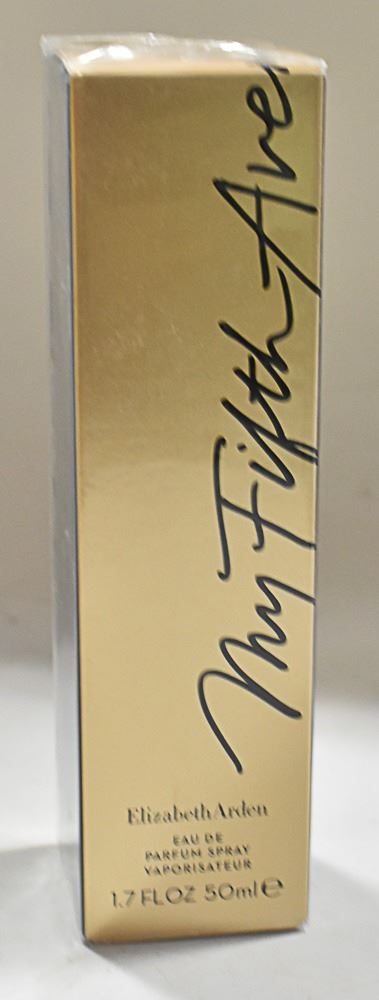 My Fifth Ave.
Elizabeth Arden
EAU DE
PARFUM SPRAY
VAPORISATEUR
1.7 FL OZ 50ml℮